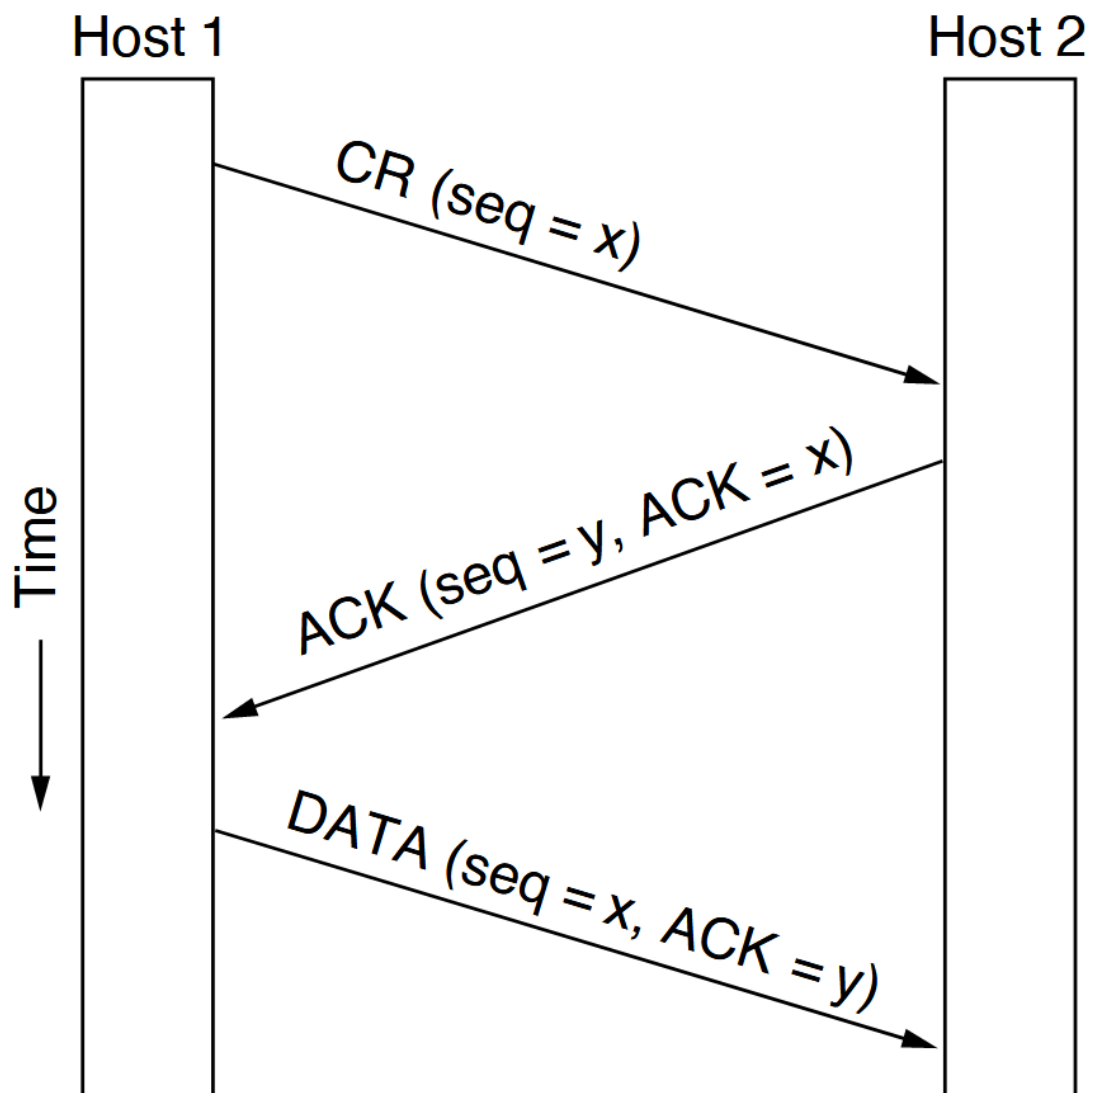 Host 1
Host 2
CR (seq = x)
ACK (seq = y, ACK = x)
Time
DATA (seq = x, ACK = y)